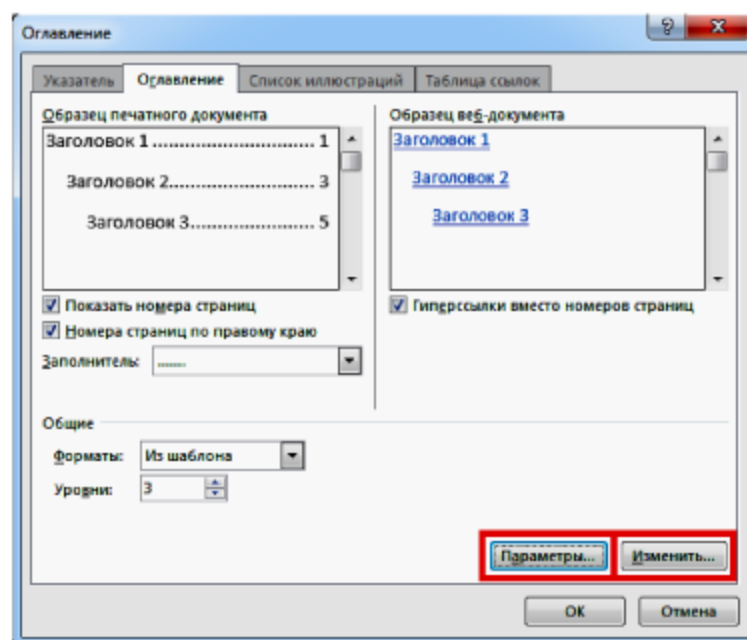 Оглавление
Указатель Оглавление Список иллюстраций Таблица ссылок
Образец печатного документа
Заголовок 1................................ 1
Заголовок 2........................... 3
Заголовок 3....................... 5
Образец веб-документа
Заголовок 1
Заголовок 2
Заголовок 3
Показать номера страниц
Номера страниц по правому краю
Заполнитель: .......
Гиперссылки вместо номеров страниц
Общие
Форматы: Из шаблона
Уровни: 3
Параметры... Изменить...
ОК Отмена